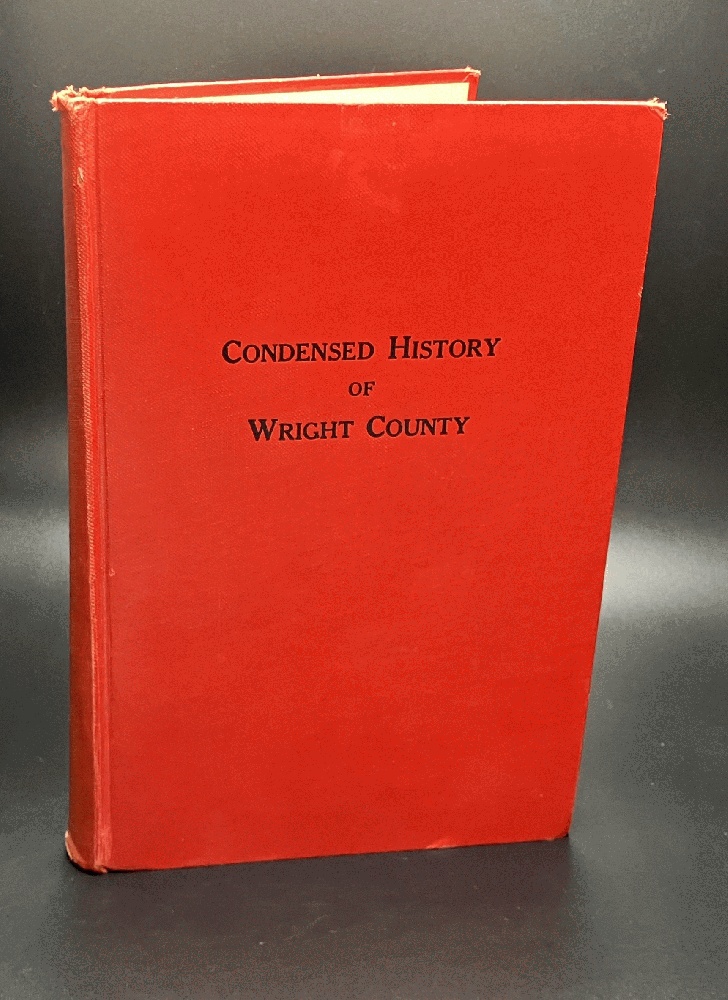 Condensed History
of
Wright County